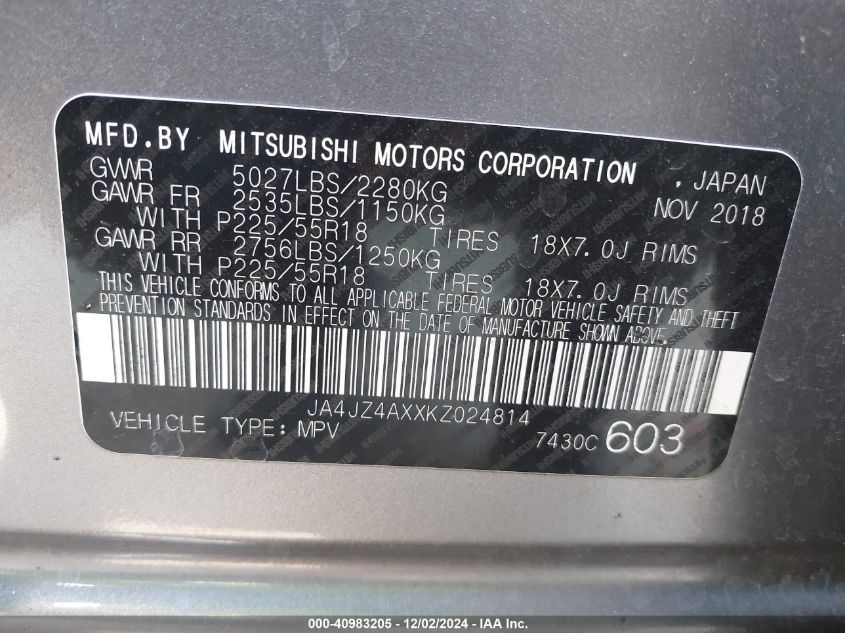 MFD.BY MITSUBISHI MOTORS CORPORATION , JAPAN
GVWR 5027LBS/2280KG NOV 2018
GAWR FR 2535LBS/1150KG
WITH P225/55R18 TIRES 18X7.0J RIMS
GAWR RR 2756LBS/1250KG
WITH P225/55R18 TIRES 18X7.0J RIMS
THIS VEHICLE CONFORMS TO ALL APPLICABLE FEDERAL MOTOR VEHICLE SAFETY AND THEFT
PREVENTION STANDARDS IN EFFECT ON THE DATE OF MANUFACTURE SHOWN ABOVE.
JA4JZ4AXXKZ024814
VEHICLE TYPE: MPV 7430C 603
000-40983205 - 12/02/2024 - IAA Inc.